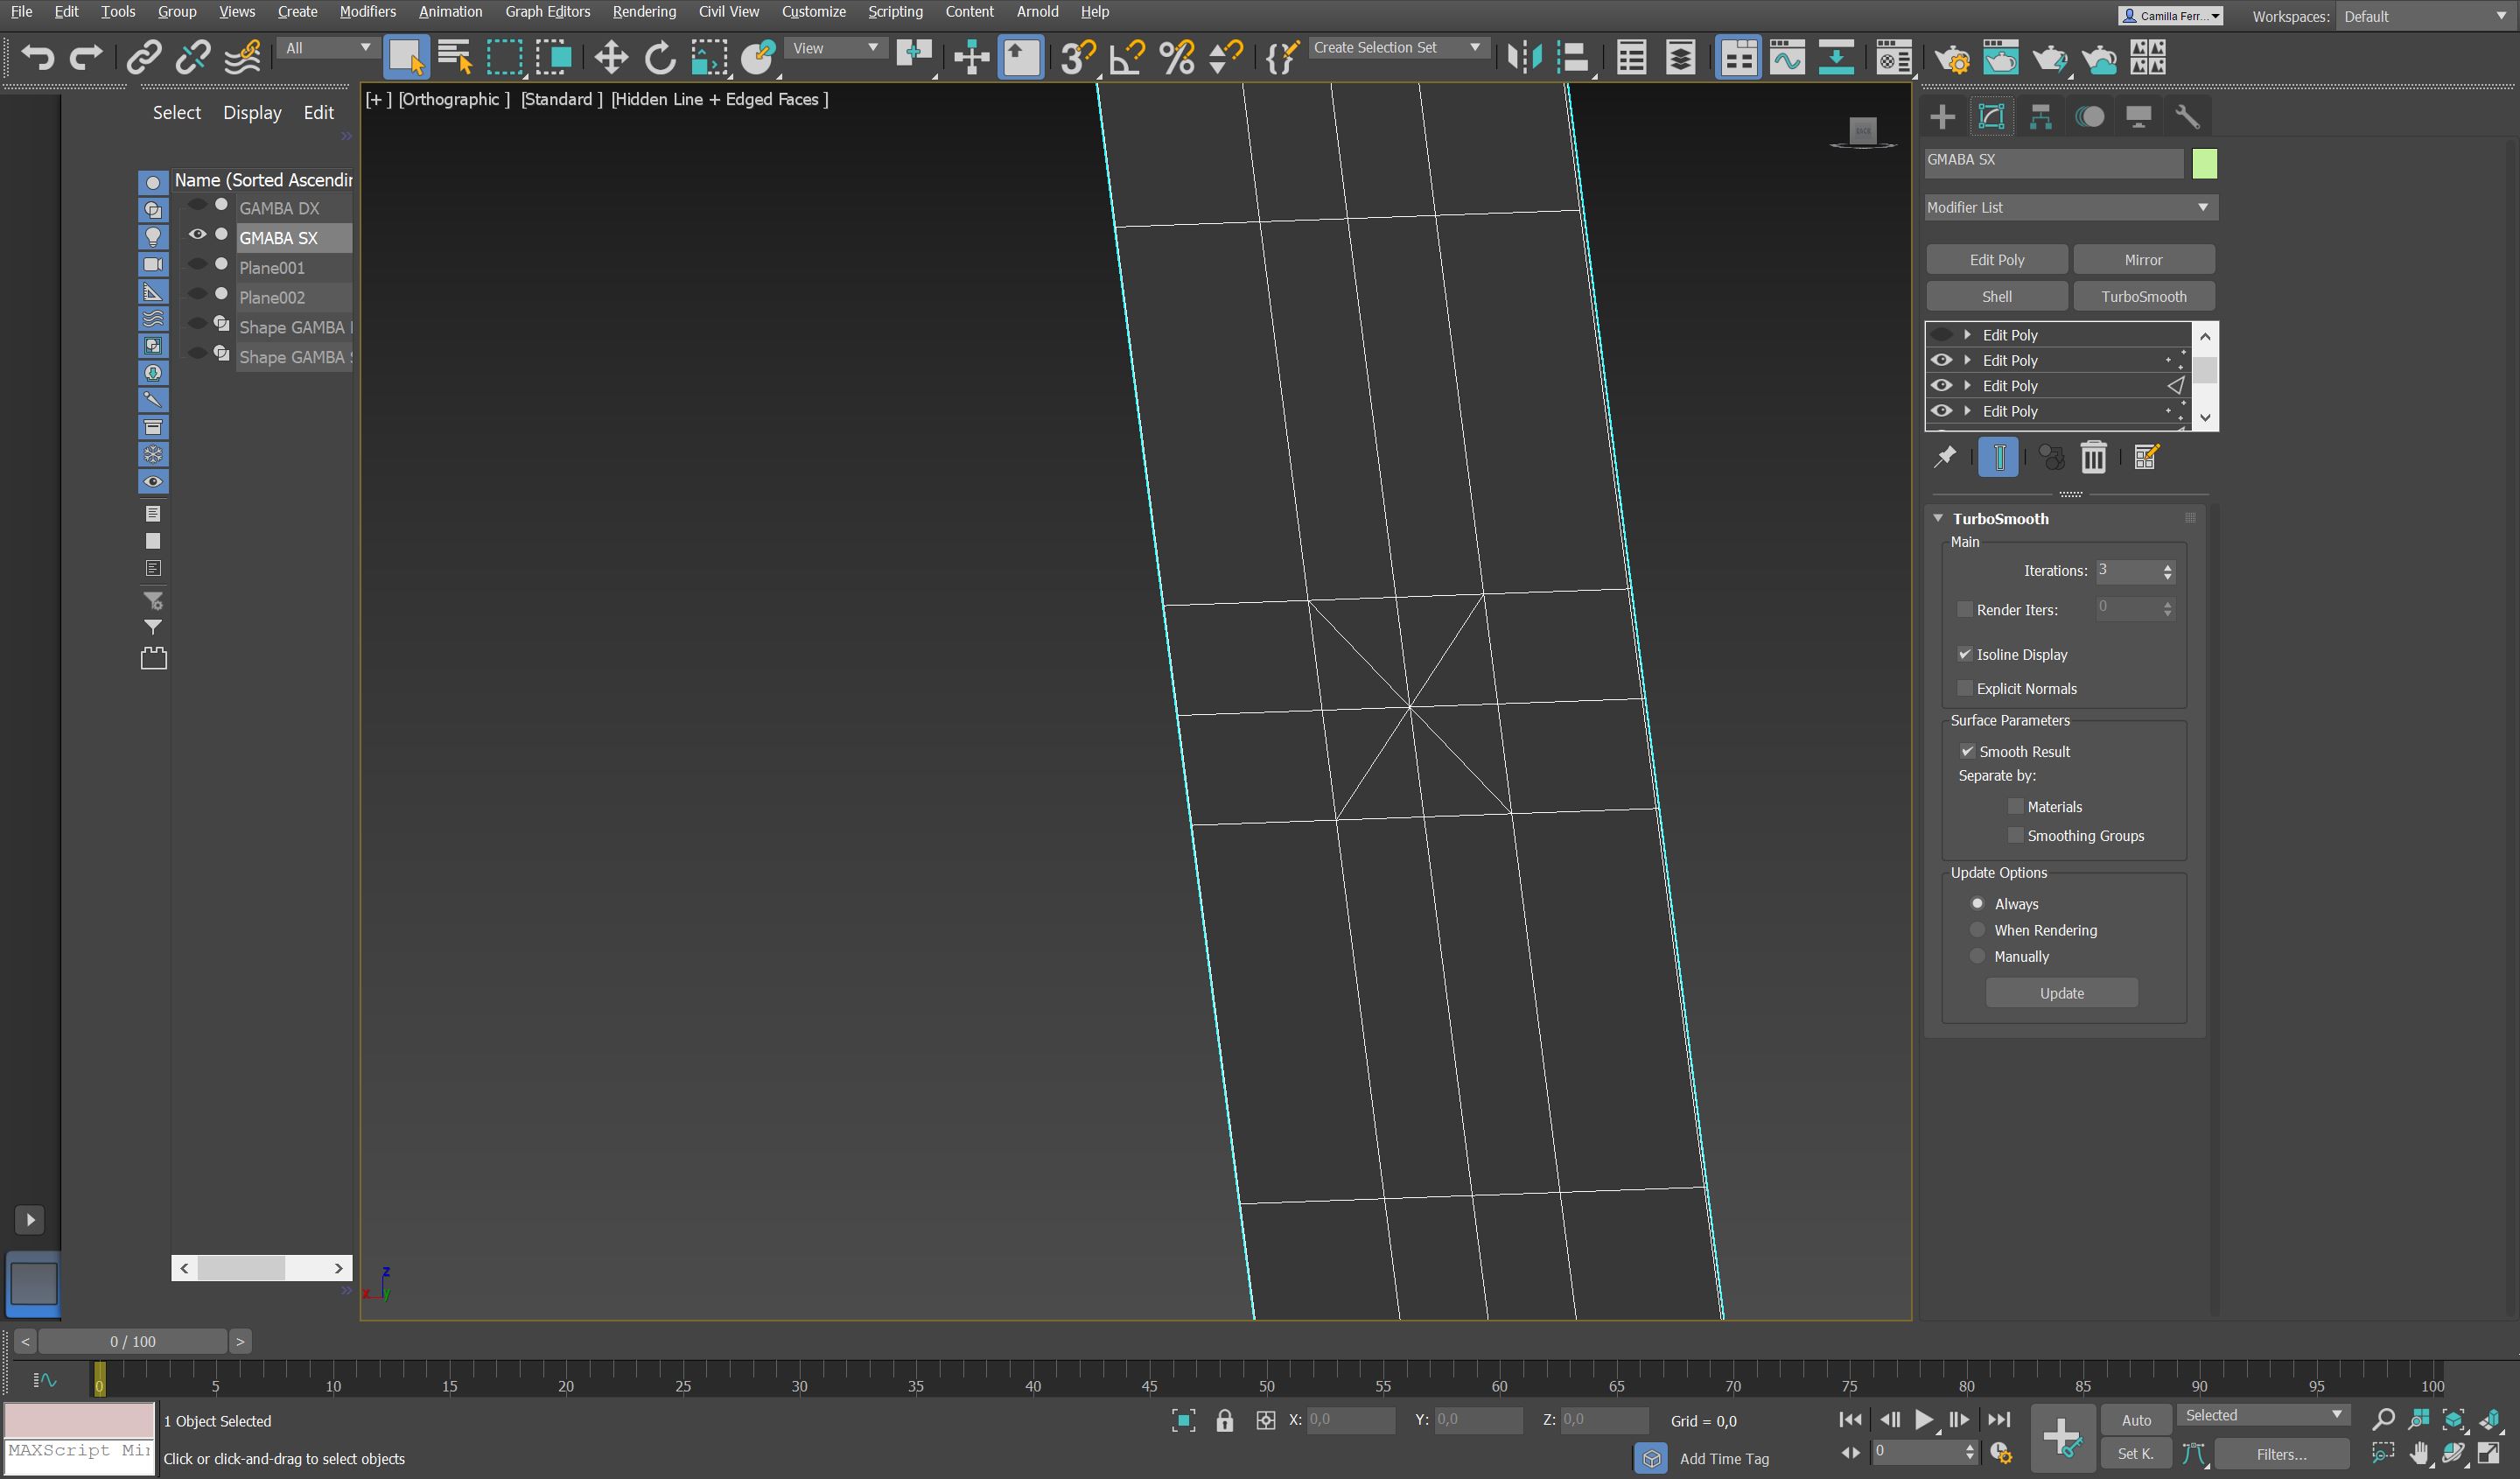 File Edit Tools Group Views Create Modifiers Animation Graph Editors Rendering Civil View Customize Scripting Content Arnold Help
Camilla Ferr... Workspaces: Default
All View Create Selection Set
[+ ] [Orthographic ] [Standard ] [Hidden Line + Edged Faces ]
Select Display Edit
Name (Sorted Ascendin
GAMBA DX
GMABA SX
Plane001
Plane002
Shape GAMBA
Shape GAMBA
GMABA SX
Modifier List
Edit Poly Mirror
Shell TurboSmooth
Edit Poly
Edit Poly
Edit Poly
Edit Poly
TurboSmooth
Main
Iterations: 3
Render Iters: 0
Isoline Display
Explicit Normals
Surface Parameters
Smooth Result
Separate by:
Materials
Smoothing Groups
Update Options
Always
When Rendering
Manually
Update
z
x y
< 0 / 100 >
0 5 10 15 20 25 30 35 40 45 50 55 60 65 70 75 80 85 90 95 100
1 Object Selected X: 0,0 Y: 0,0 Z: 0,0 Grid = 0,0 Auto Selected
MAXScript Mi Click or click-and-drag to select objects Add Time Tag 0 Set K. Filters...